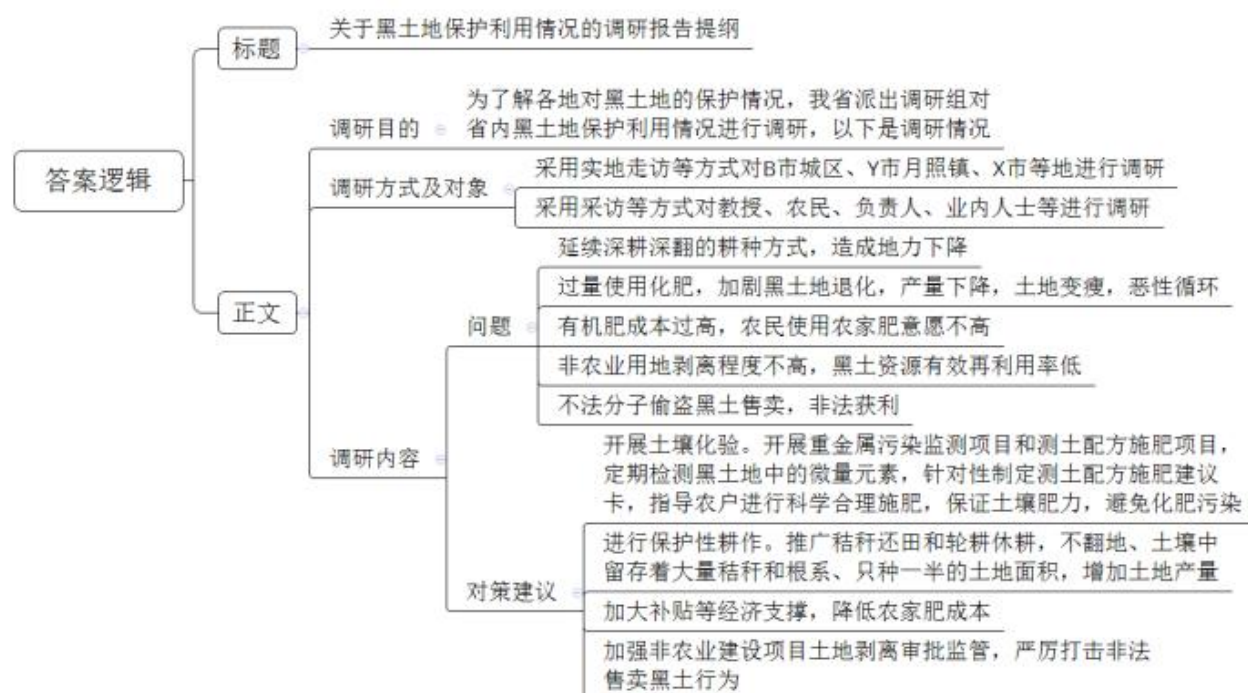 答案逻辑
标题
关于黑土地保护利用情况的调研报告提纲
正文
调研目的
为了解各地对黑土地的保护情况，我省派出调研组对
省内黑土地保护利用情况进行调研，以下是调研情况
调研方式及对象
采用实地走访等方式对B市城区、Y市月照镇、X市等地进行调研
采用采访等方式对教授、农民、负责人、业内人士等进行调研
调研内容
问题
延续深耕深翻的耕种方式，造成地力下降
过量使用化肥，加剧黑土地退化，产量下降，土地变瘦，恶性循环
有机肥成本过高，农民使用农家肥意愿不高
非农业用地剥离程度不高，黑土资源有效再利用率低
不法分子偷盗黑土售卖，非法获利
对策建议
开展土壤化验。开展重金属污染监测项目和测土配方施肥项目，
定期检测黑土地中的微量元素，针对性制定测土配方施肥建议
卡，指导农户进行科学合理施肥，保证土壤肥力，避免化肥污染
进行保护性耕作。推广秸秆还田和轮耕休耕，不翻地、土壤中
留存着大量秸秆和根系、只种一半的土地面积，增加土地产量
加大补贴等经济支撑，降低农家肥成本
加强非农业建设项目土地剥离审批监管，严厉打击非法
售卖黑土行为